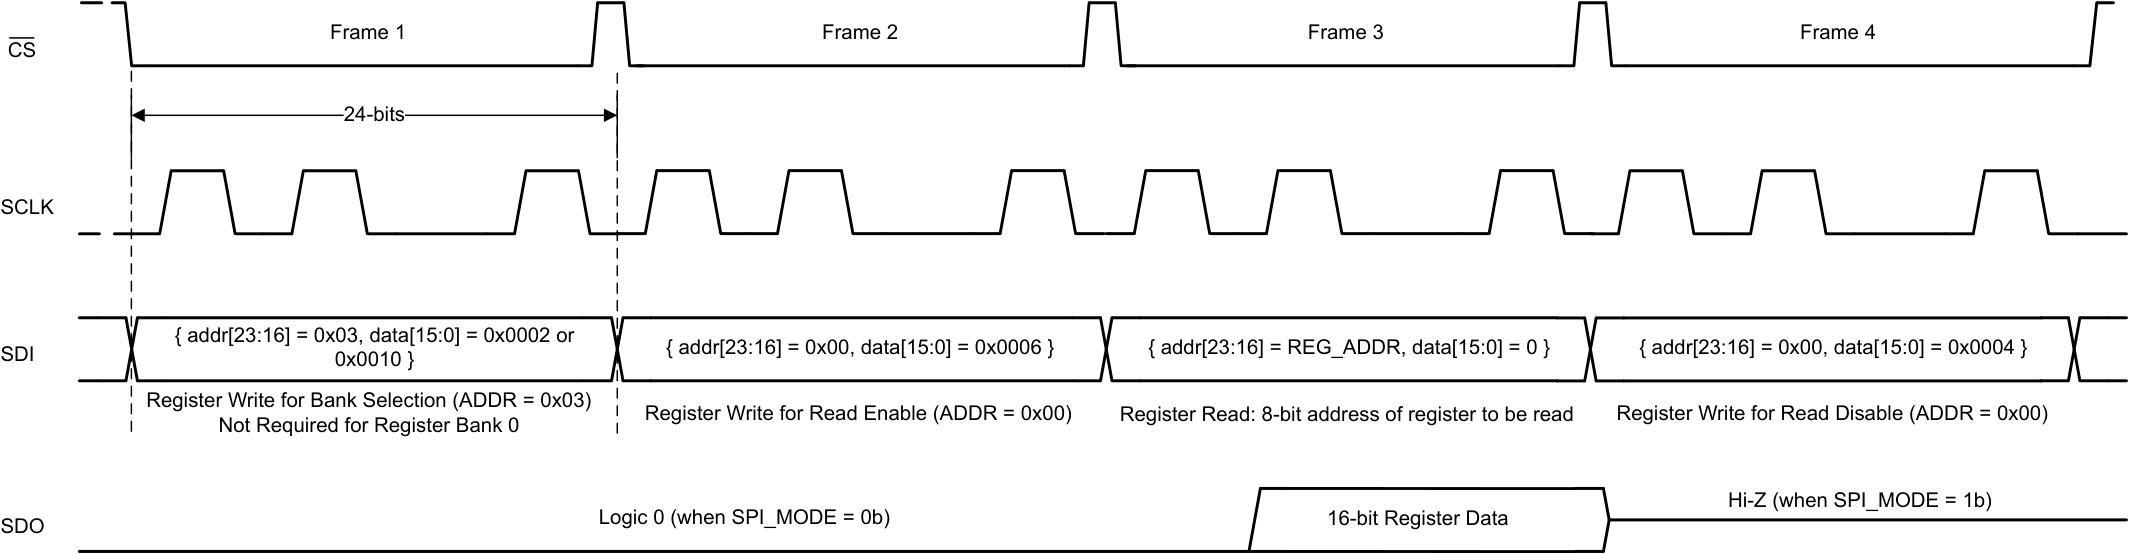 CS
Frame 1
Frame 2
Frame 3
Frame 4
24-bits
SCLK
SDI
{ addr[23:16] = 0x03, data[15:0] = 0x0002 or
0x0010 }
{ addr[23:16] = 0x00, data[15:0] = 0x0006 }
{ addr[23:16] = REG_ADDR, data[15:0] = 0 }
{ addr[23:16] = 0x00, data[15:0] = 0x0004 }
Register Write for Bank Selection (ADDR = 0x03)
Not Required for Register Bank 0
Register Write for Read Enable (ADDR = 0x00)
Register Read: 8-bit address of register to be read
Register Write for Read Disable (ADDR = 0x00)
SDO
Logic 0 (when SPI_MODE = 0b)
16-bit Register Data
Hi-Z (when SPI_MODE = 1b)